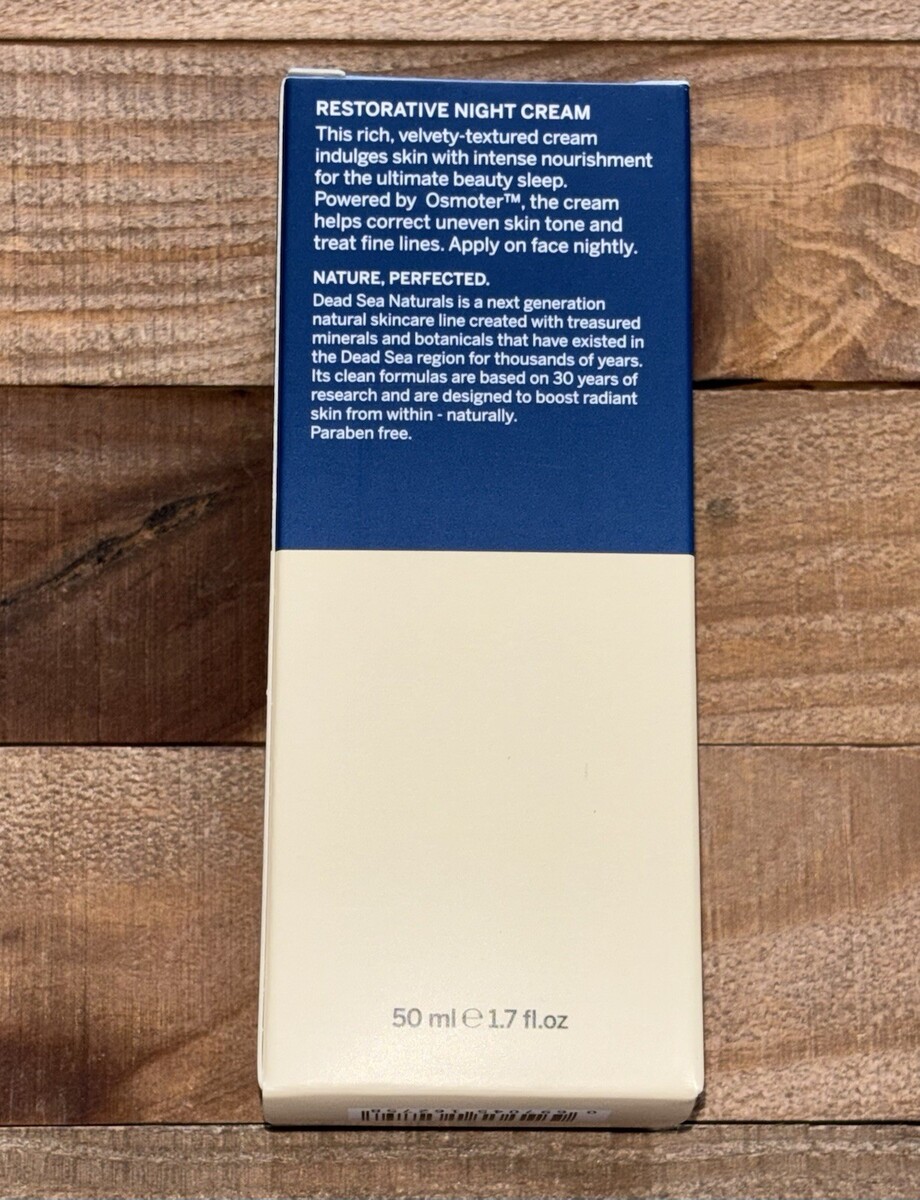 RESTORATIVE NIGHT CREAM
This rich, velvety-textured cream
indulges skin with intense nourishment
for the ultimate beauty sleep.
Powered by Osmoter™, the cream
helps correct uneven skin tone and
treat fine lines. Apply on face nightly.
NATURE, PERFECTED.
Dead Sea Naturals is a next generation
natural skincare line created with treasured
minerals and botanicals that have existed in
the Dead Sea region for thousands of years.
Its clean formulas are based on 30 years of
research and are designed to boost radiant
skin from within - naturally.
Paraben free.
50 ml ℮ 1.7 fl.oz